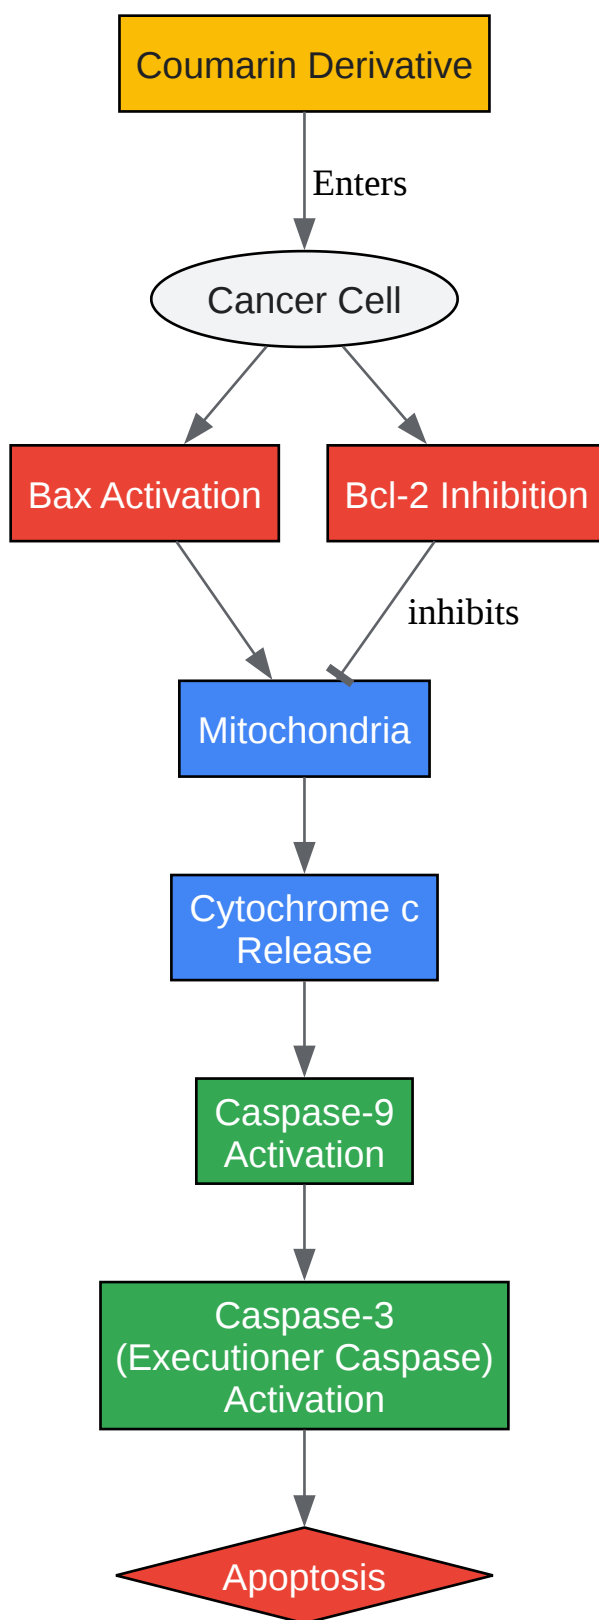 Coumarin Derivative
Enters
Cancer Cell
Bax Activation
Bcl-2 Inhibition
inhibits
Mitochondria
Cytochrome c
Release
Caspase-9
Activation
Caspase-3
(Executioner Caspase)
Activation
Apoptosis